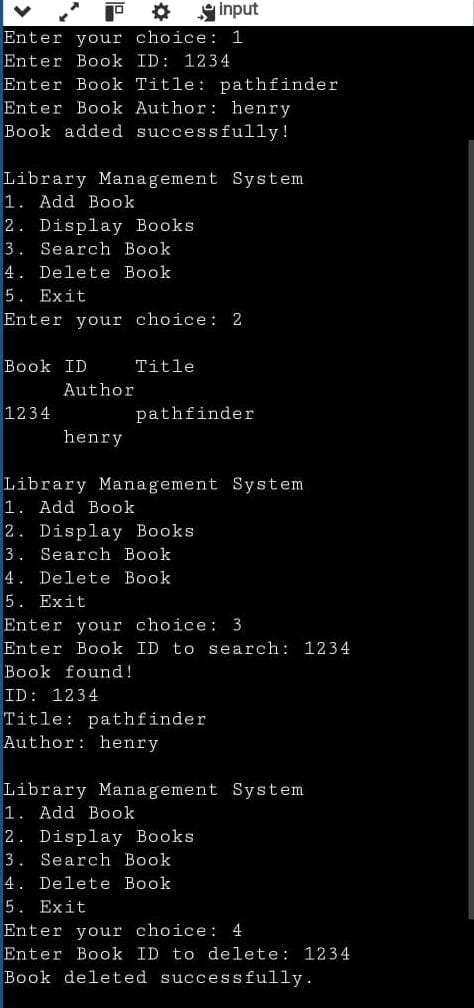 input
Enter your choice: 1
Enter Book ID: 1234
Enter Book Title: pathfinder
Enter Book Author: henry
Book added successfully!
Library Management System
1. Add Book
2. Display Books
3. Search Book
4. Delete Book
5. Exit
Enter your choice: 2
Book ID    Title
Author
1234    pathfinder
henry
Library Management System
1. Add Book
2. Display Books
3. Search Book
4. Delete Book
5. Exit
Enter your choice: 3
Enter Book ID to search: 1234
Book found!
ID: 1234
Title: pathfinder
Author: henry
Library Management System
1. Add Book
2. Display Books
3. Search Book
4. Delete Book
5. Exit
Enter your choice: 4
Enter Book ID to delete: 1234
Book deleted successfully.